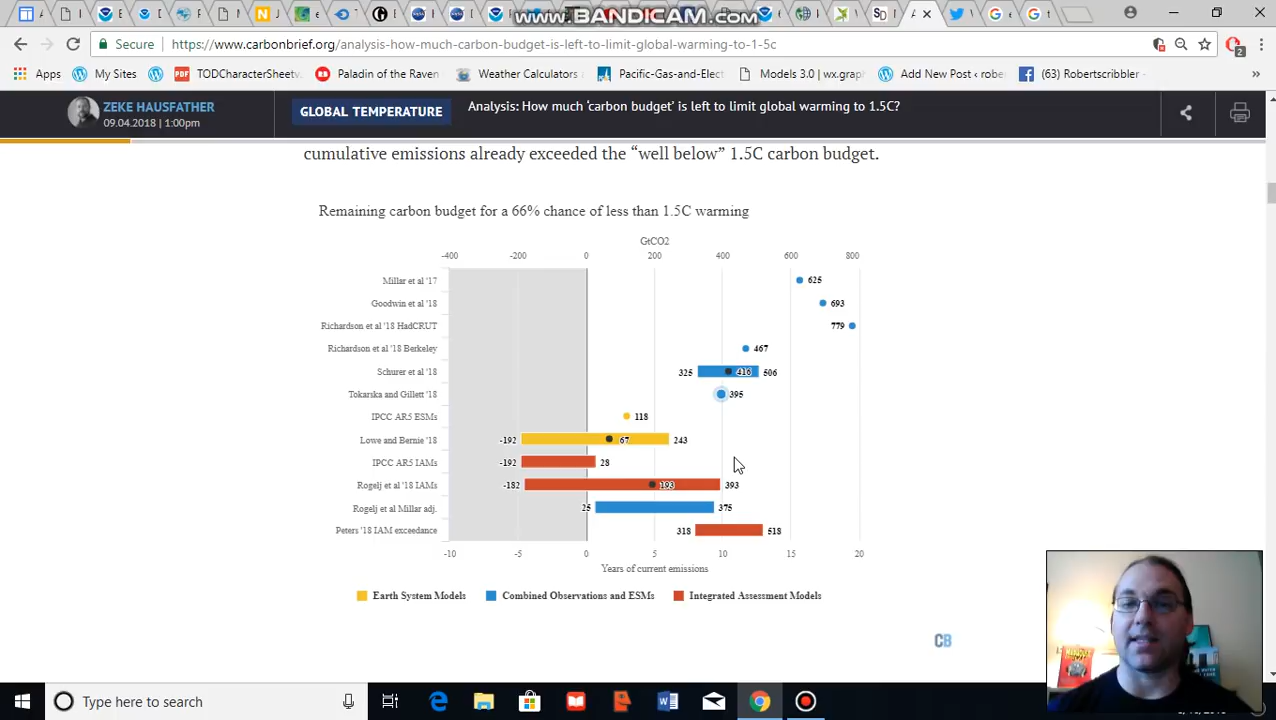 www.BANDICAM.com
Secure https://www.carbonbrief.org/analysis-how-much-carbon-budget-is-left-to-limit-global-warming-to-1-5c
2
Apps My Sites TODCharacterSheetv. Paladin of the Raven Weather Calculators Pacific-Gas-and-Elect Models 3.0 | wx.graph Add New Post ‹ rober (63) Robertscribbler »
ZEKE HAUSFATHER
09.04.2018 | 1:00pm
GLOBAL TEMPERATURE
Analysis: How much 'carbon budget' is left to limit global warming to 1.5C?
cumulative emissions already exceeded the “well below” 1.5C carbon budget.
Remaining carbon budget for a 66% chance of less than 1.5C warming
GtCO2
-400 -200 0 200 400 600 800
Millar et al '17 625
Goodwin et al '18 693
Richardson et al '18 HadCRUT 779
Richardson et al '18 Berkeley 467
Schurer et al '18 325 416 506
Tokarska and Gillett '18 395
IPCC AR5 ESMs 118
Lowe and Bernie '18 -192 67 243
IPCC AR5 IAMs -192 28
Rogelj et al '18 IAMs -182 193 393
Rogelj et al Millar adj. 25 375
Peters '18 IAM exceedance 318 518
-10 -5 0 5 10 15 20
Years of current emissions
Earth System Models Combined Observations and ESMs Integrated Assessment Models
CB
Type here to search